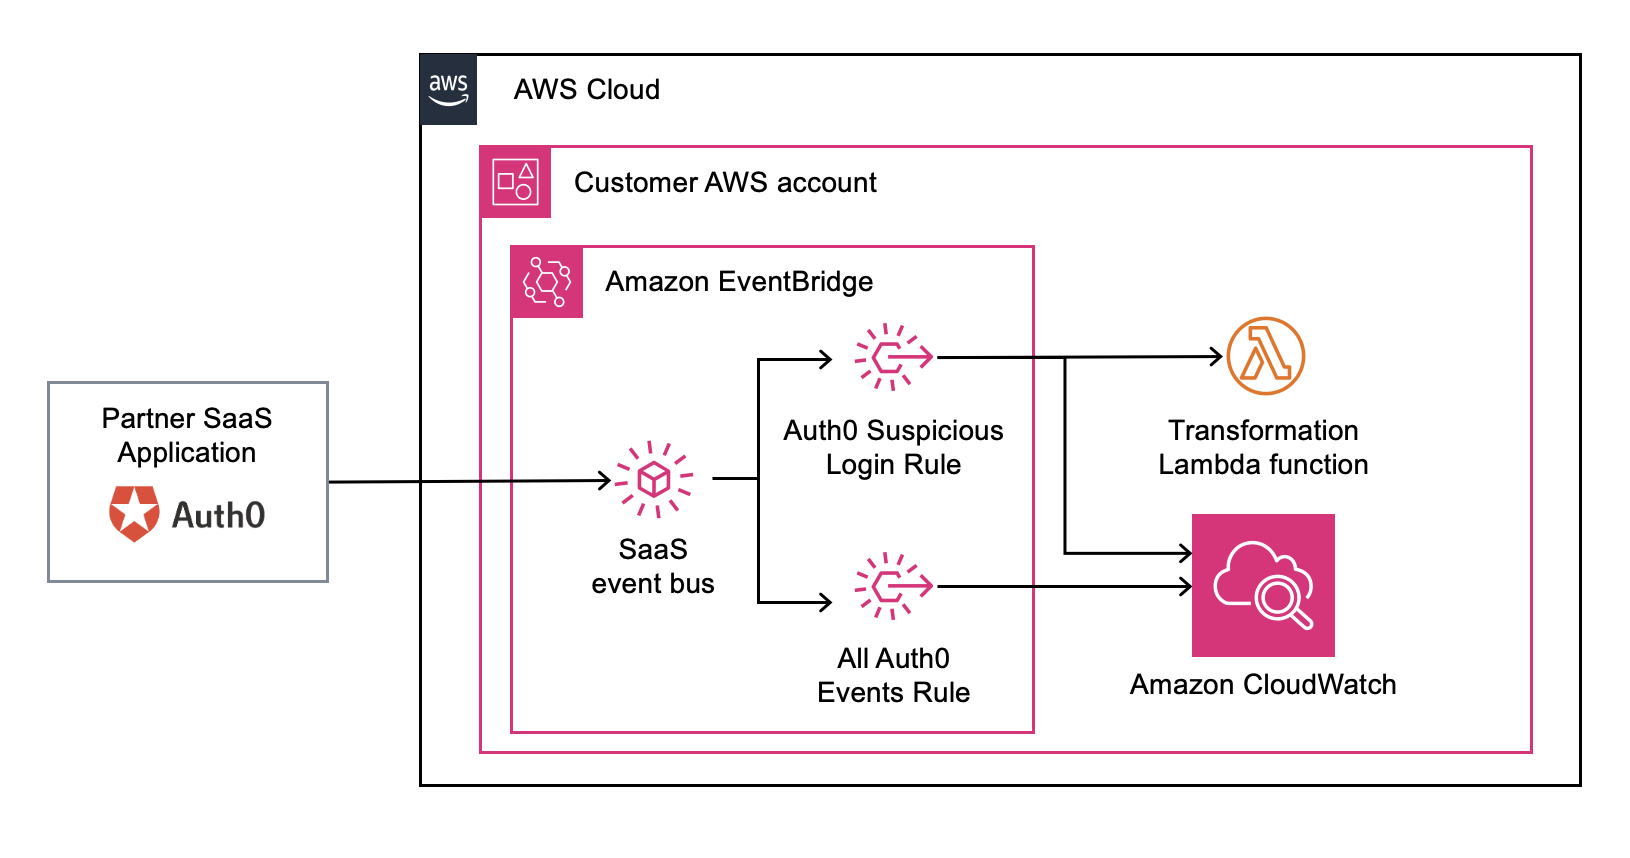 aws
AWS Cloud
Customer AWS account
Amazon EventBridge
Partner SaaS
Application
Auth0
SaaS
event bus
Auth0 Suspicious
Login Rule
All Auth0
Events Rule
Transformation
Lambda function
Amazon CloudWatch